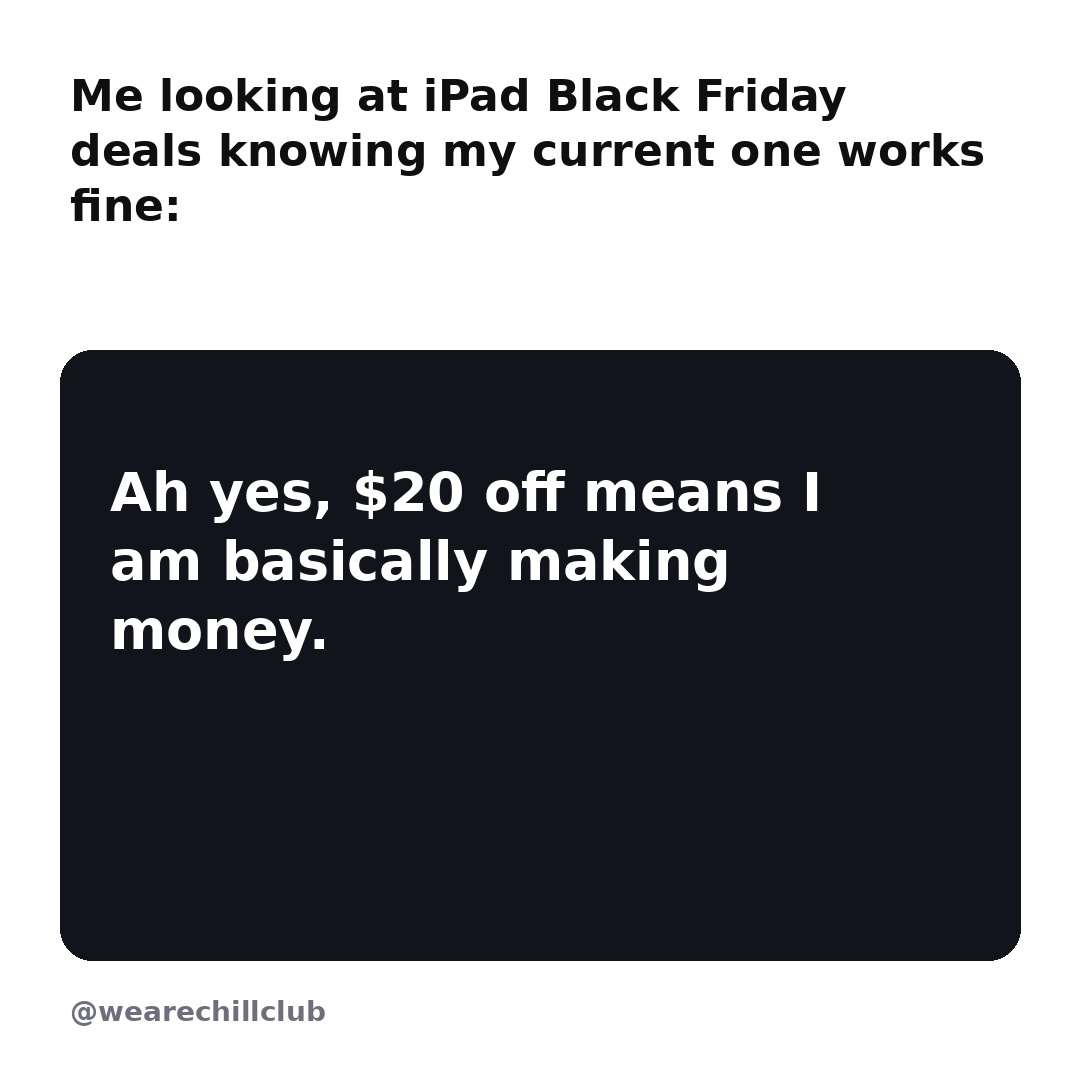 Me looking at iPad Black Friday
deals knowing my current one works
fine:
Ah yes, $20 off means I
am basically making
money.
@wearechillclub